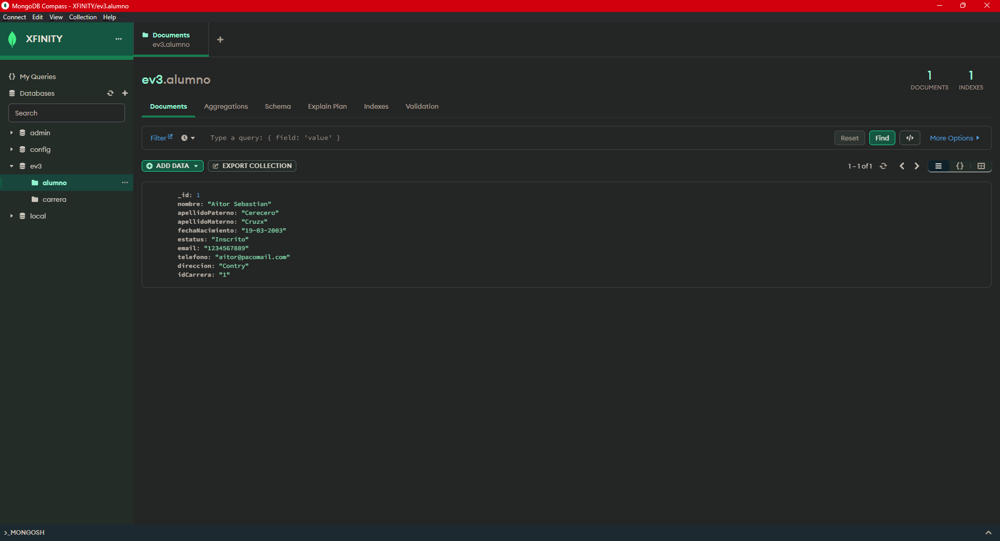 MongoDB Compass - XFINITY/ev3.alumno
Connect Edit View Collection Help
XFINITY
Documents
ev3.alumno
My Queries
Databases
Search
admin
config
ev3
alumno
carrera
local
ev3.alumno
1 DOCUMENTS
1 INDEXES
Documents Aggregations Schema Explain Plan Indexes Validation
Filter Type a query: { field: 'value' } Reset Find </> More Options
ADD DATA EXPORT COLLECTION 1 – 1 of 1 {}
_id: 1
nombre: "Aitor Sebastian"
apellidoPaterno: "Cerecero"
apellidoMaterno: "Cruzx"
fechaNacimiento: "19-03-2003"
estatus: "Inscrito"
email: "1234567889"
telefono: "aitor@pacomail.com"
direccion: "Contry"
idCarrera: "1"
>_MONGOSH